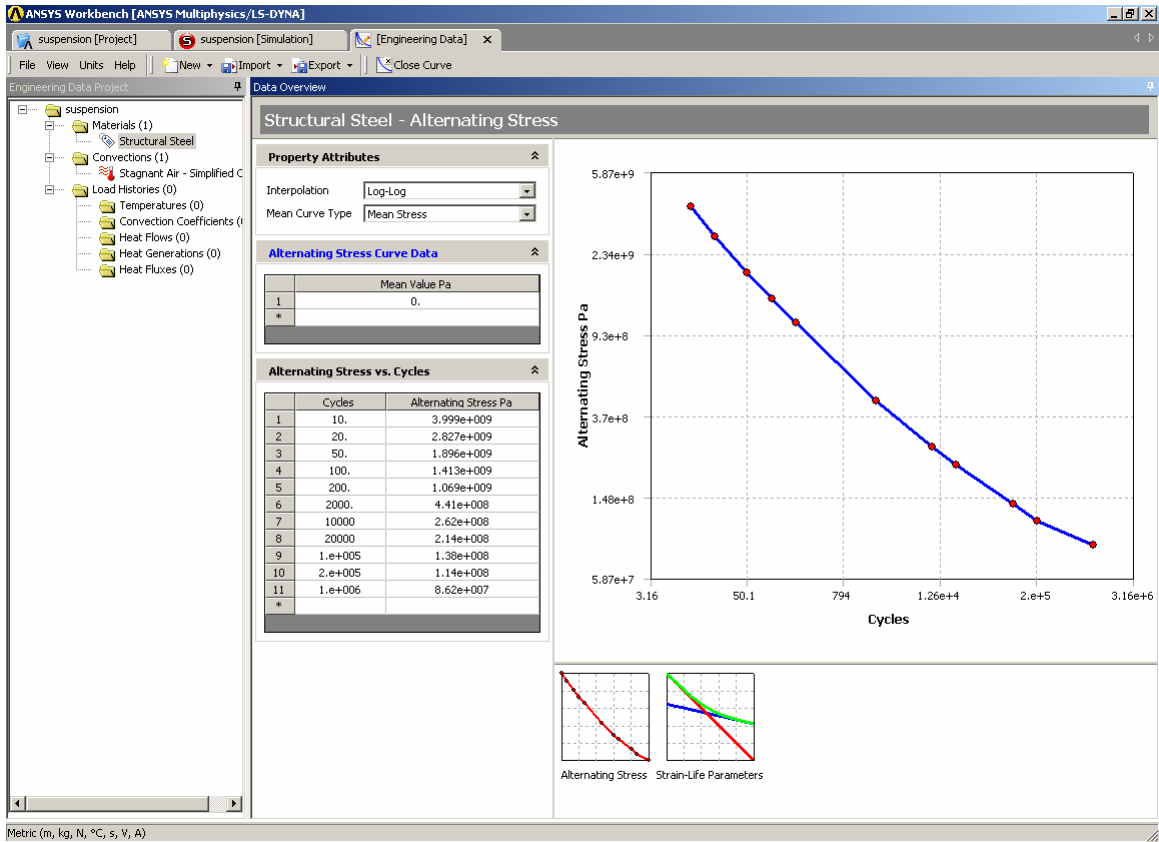 ANSYS Workbench [ANSYS Multiphysics/LS-DYNA]
suspension [Project]
suspension [Simulation]
[Engineering Data]
File View Units Help New Import Export Close Curve
Engineering Data Project
suspension
Materials (1)
Structural Steel
Convections (1)
Stagnant Air - Simplified C
Load Histories (0)
Temperatures (0)
Convection Coefficients (
Heat Flows (0)
Heat Generations (0)
Heat Fluxes (0)
Data Overview
Structural Steel - Alternating Stress
Property Attributes
Interpolation Log-Log
Mean Curve Type Mean Stress
Alternating Stress Curve Data
Mean Value Pa
1 0.
*
Alternating Stress vs. Cycles
Cycles Alternating Stress Pa
1 10. 3.999e+009
2 20. 2.827e+009
3 50. 1.896e+009
4 100. 1.413e+009
5 200. 1.069e+009
6 2000. 4.41e+008
7 10000 2.62e+008
8 20000 2.14e+008
9 1.e+005 1.38e+008
10 2.e+005 1.14e+008
11 1.e+006 8.62e+007
*
5.87e+9
2.34e+9
9.3e+8
3.7e+8
1.48e+8
5.87e+7
Alternating Stress Pa
3.16 50.1 794 1.26e+4 2.e+5 3.16e+6
Cycles
Alternating Stress Strain-Life Parameters
Metric (m, kg, N, °C, s, V, A)